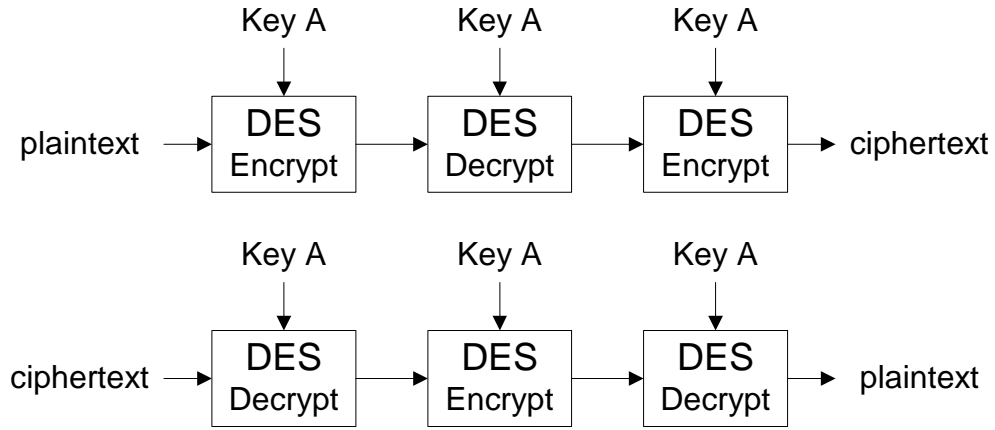 Key A Key A Key A
plaintext DES DES DES ciphertext
Encrypt Decrypt Encrypt
Key A Key A Key A
ciphertext DES DES DES plaintext
Decrypt Encrypt Decrypt